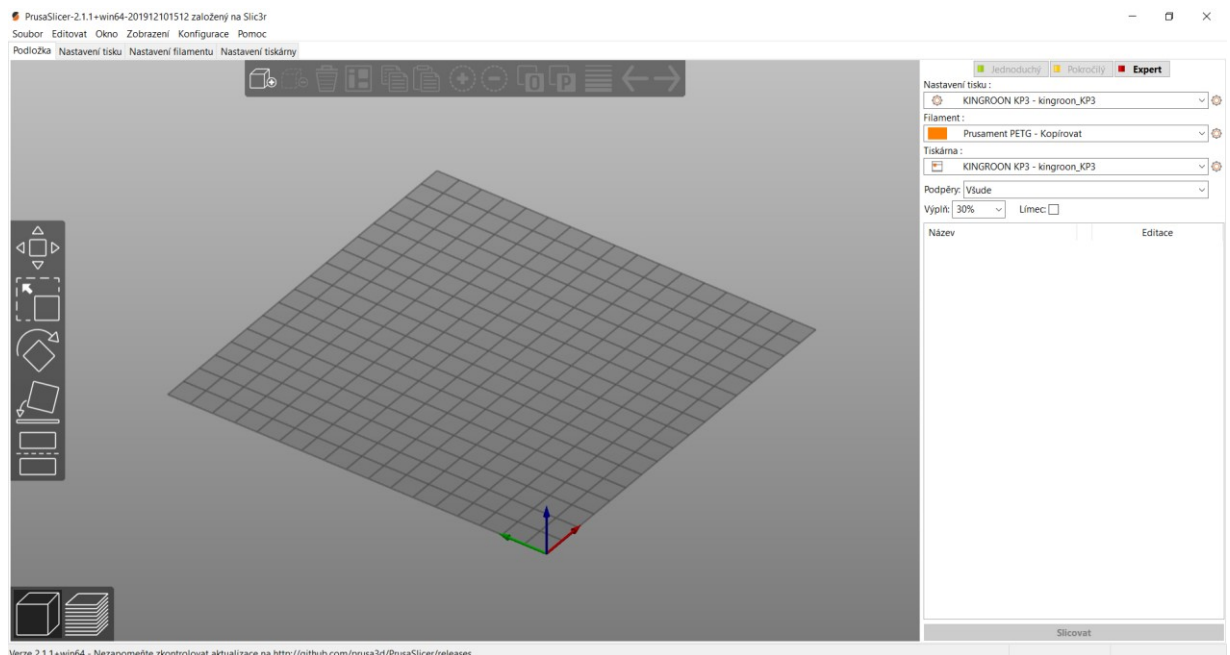 PrusaSlicer-2.1.1+win64-201912101512 založený na Slic3r
Soubor Editovat Okno Zobrazení Konfigurace Pomoc
Podložka Nastavení tisku Nastavení filamentu Nastavení tiskárny
Jednoduchý Pokročilý Expert
Nastavení tisku :
KINGROON KP3 - kingroon_KP3
Filament :
Prusament PETG - Kopírovat
Tiskárna :
KINGROON KP3 - kingroon_KP3
Podpěry: Všude
Výplň: 30% Límec:
Název Editace
Slicovat
Verze 2.1.1+win64 - Nezapomeňte zkontrolovat aktualizace na http://github.com/prusa3d/PrusaSlicer/releases